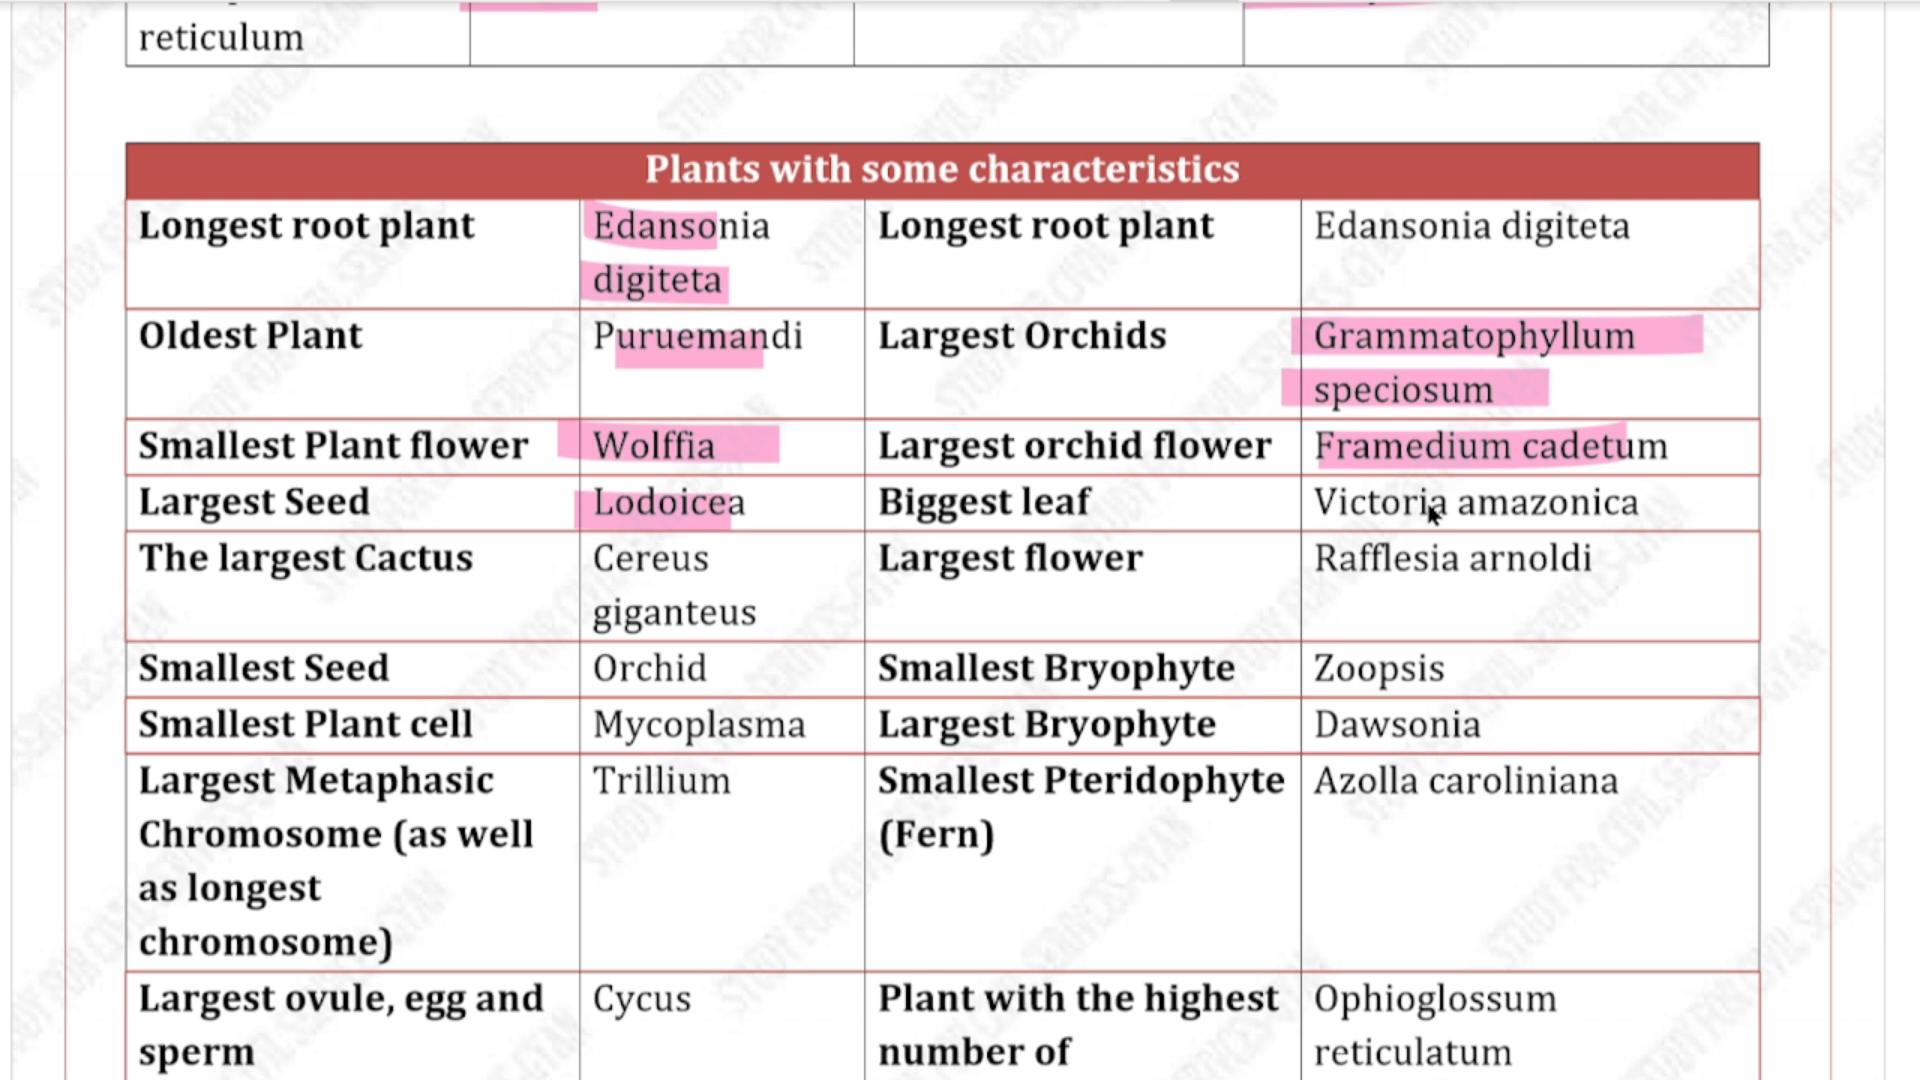 reticulum
Plants with some characteristics
Longest root plant Edansonia Longest root plant Edansonia digiteta
digiteta
Oldest Plant Puruemandi Largest Orchids Grammatophyllum
speciosum
Smallest Plant flower Wolffia Largest orchid flower Framedium cadetum
Largest Seed Lodoicea Biggest leaf Victoria amazonica
The largest Cactus Cereus Largest flower Rafflesia arnoldi
giganteus
Smallest Seed Orchid Smallest Bryophyte Zoopsis
Smallest Plant cell Mycoplasma Largest Bryophyte Dawsonia
Largest Metaphasic Trillium Smallest Pteridophyte Azolla caroliniana
Chromosome (as well (Fern)
as longest
chromosome)
Largest ovule, egg and Cycus Plant with the highest Ophioglossum
sperm number of reticulatum